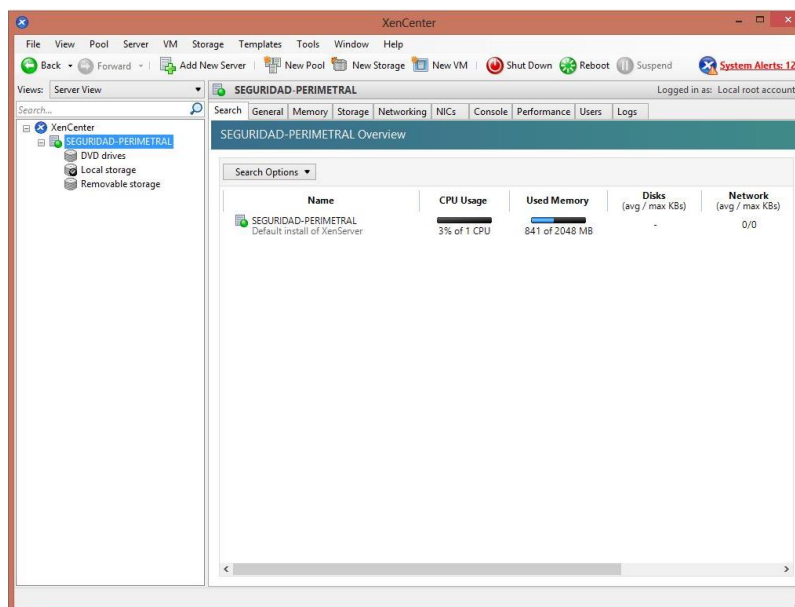 XenCenter
File View Pool Server VM Storage Templates Tools Window Help
Back Forward Add New Server New Pool New Storage New VM Shut Down Reboot Suspend System Alerts: 12
Views: Server View SEGURIDAD-PERIMETRAL Logged in as: Local root account
Search... Search General Memory Storage Networking NICs Console Performance Users Logs
XenCenter
SEGURIDAD-PERIMETRAL
DVD drives
Local storage
Removable storage
SEGURIDAD-PERIMETRAL Overview
Search Options
Name CPU Usage Used Memory Disks Network
(avg / max KBs) (avg / max KBs)
SEGURIDAD-PERIMETRAL
Default install of XenServer 3% of 1 CPU 841 of 2048 MB - 0/0